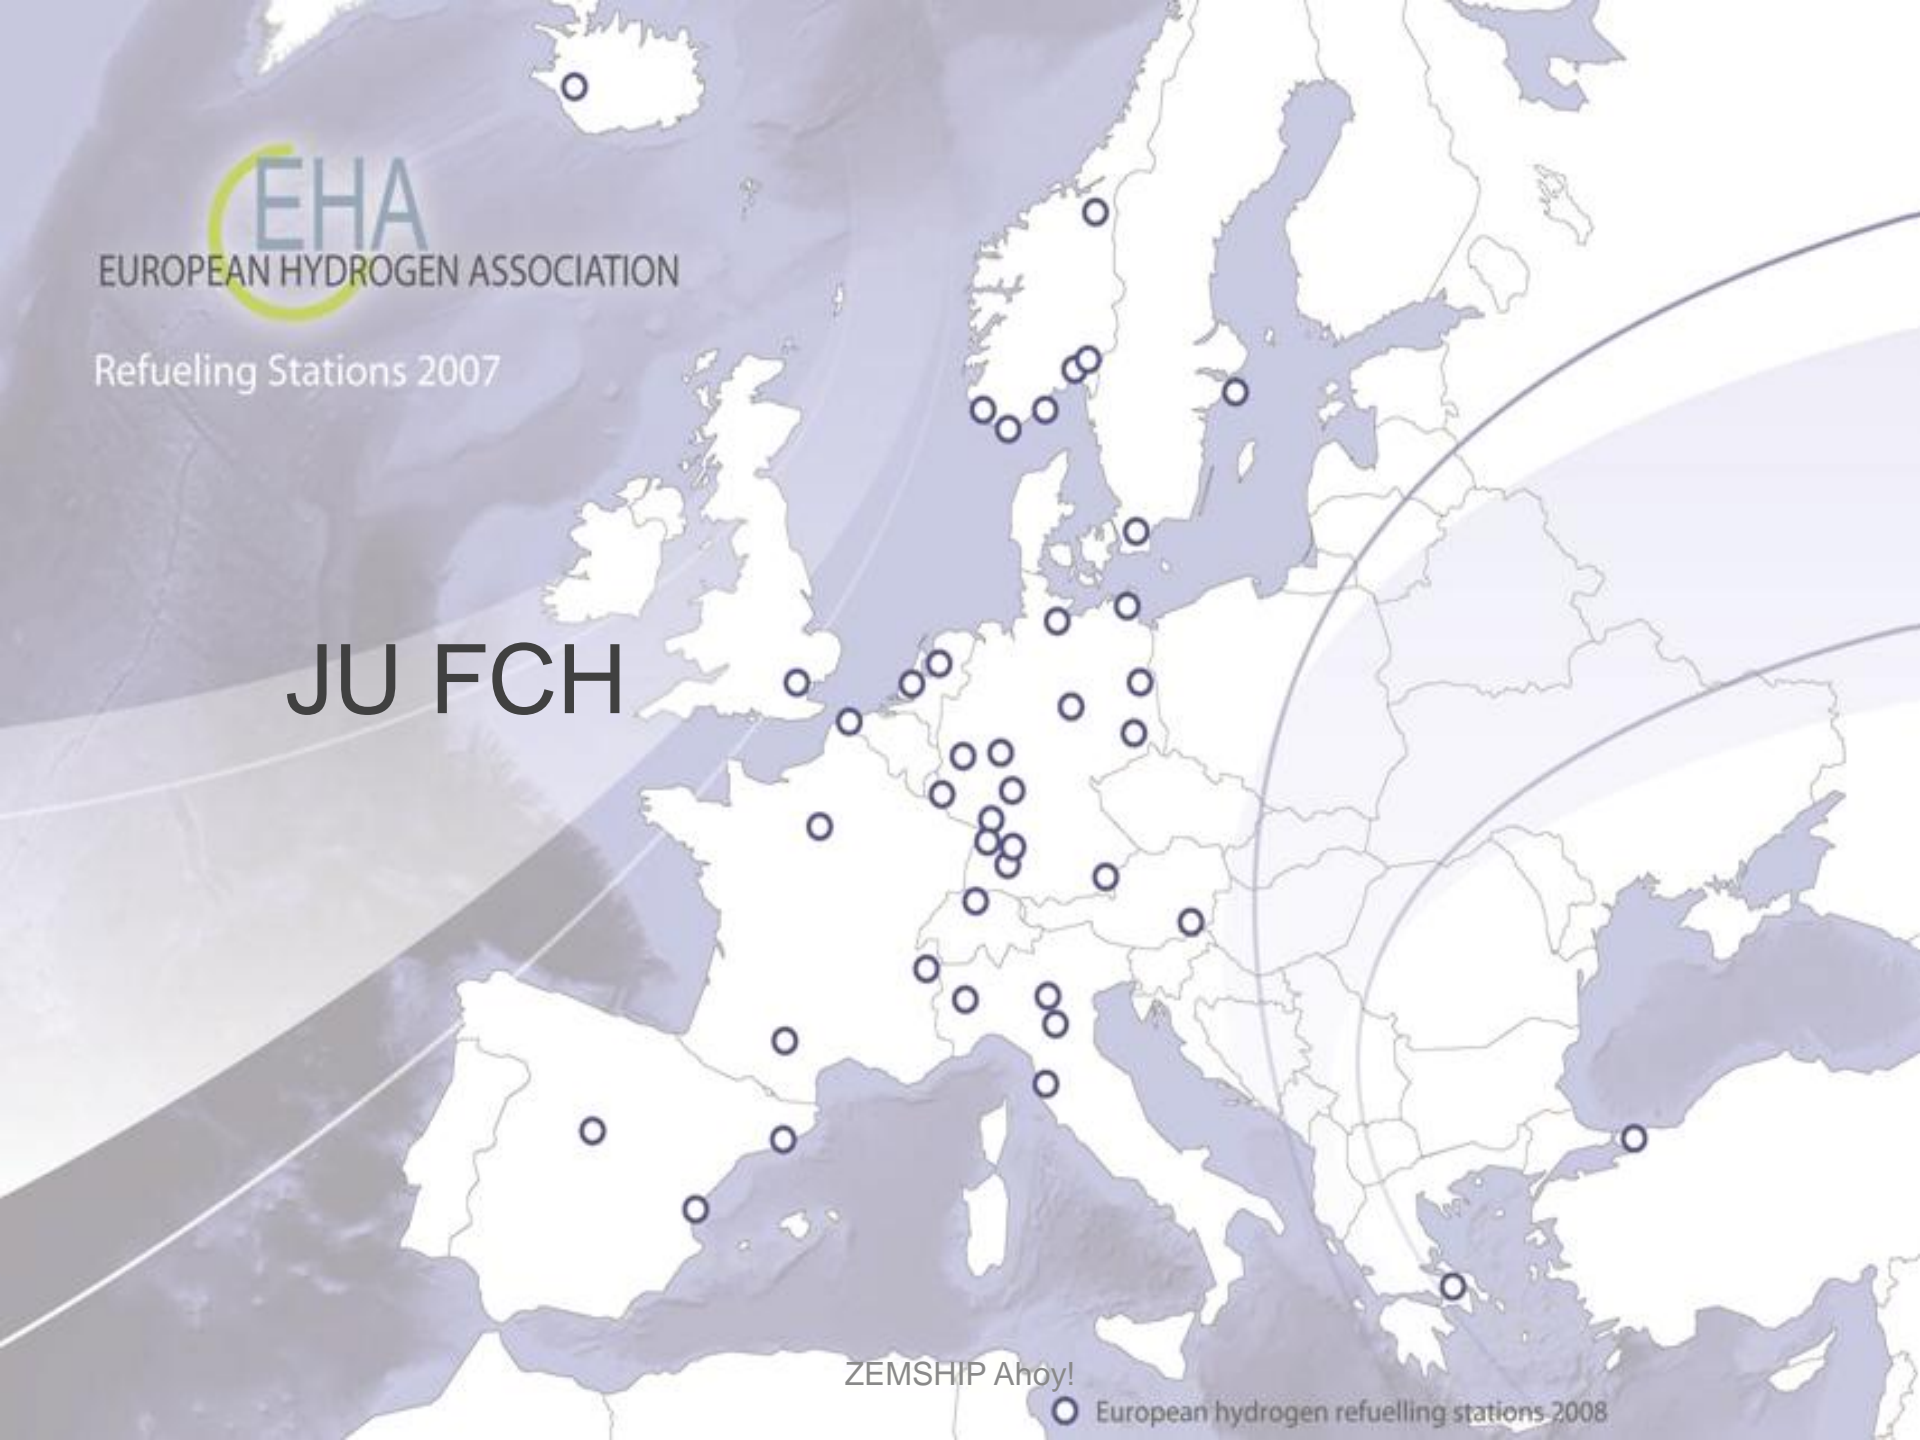 EHA
EUROPEAN HYDROGEN ASSOCIATION
Refueling Stations 2007
JU FCH
ZEMSHIP Ahoy!
European hydrogen refuelling stations 2008